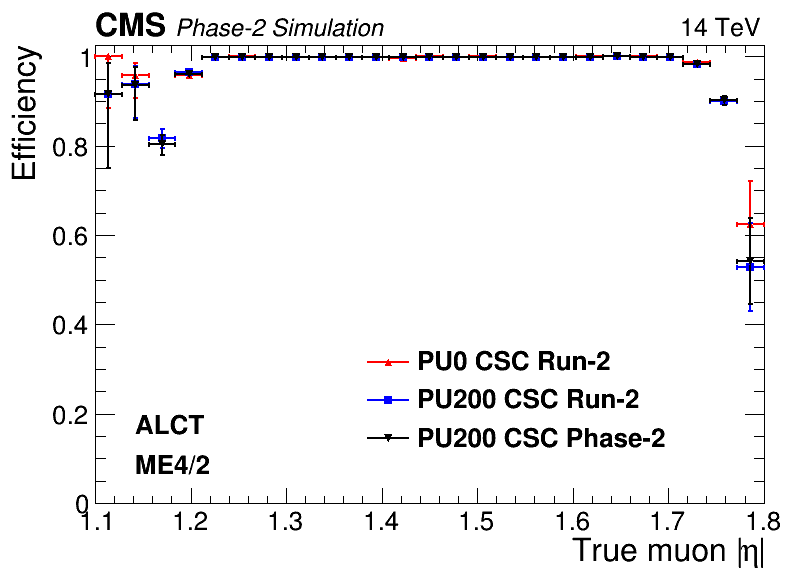 CMS Phase-2 Simulation 14 TeV
Efficiency
1
0.8
0.6
0.4
0.2
0
PU0 CSC Run-2
PU200 CSC Run-2
PU200 CSC Phase-2
ALCT
ME4/2
1.1 1.2 1.3 1.4 1.5 1.6 1.7 1.8
True muon |η|